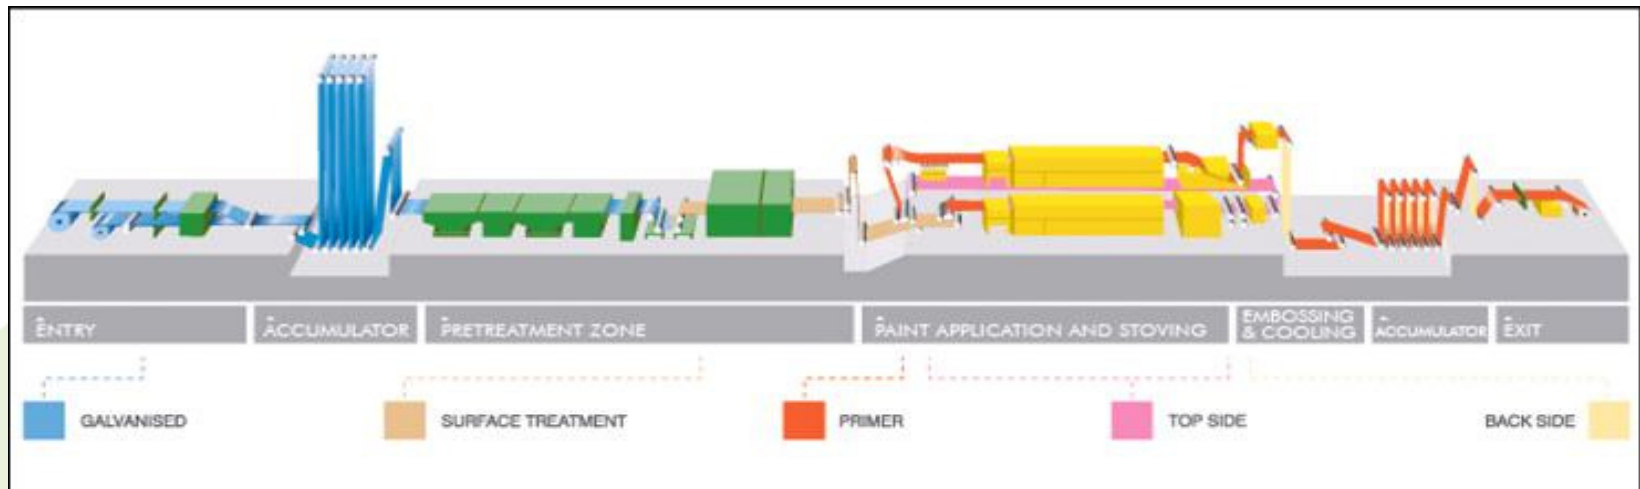 ENTRY
ACCUMULATOR
PRETREATMENT ZONE
PAINT APPLICATION AND STOVING
EMBOSSING
& COOLING
ACCUMULATOR
EXIT
GALVANISED
SURFACE TREATMENT
PRIMER
TOP SIDE
BACK SIDE